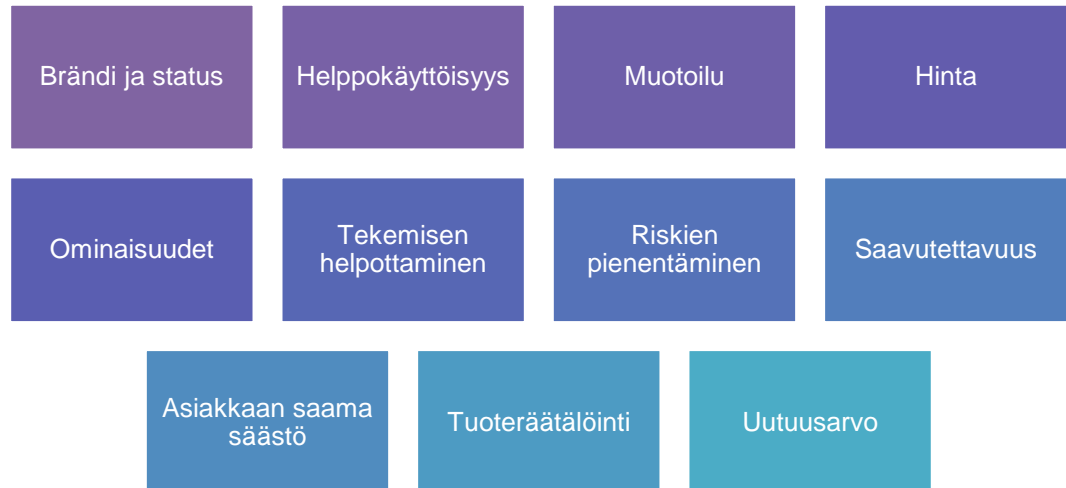 Brändi ja status
Helppokäyttöisyys
Muotoilu
Hinta
Ominaisuudet
Tekemisen
helpottaminen
Riskien
pienentäminen
Saavutettavuus
Asiakkaan saama
säästö
Tuoteräätälöinti
Uutuusarvo